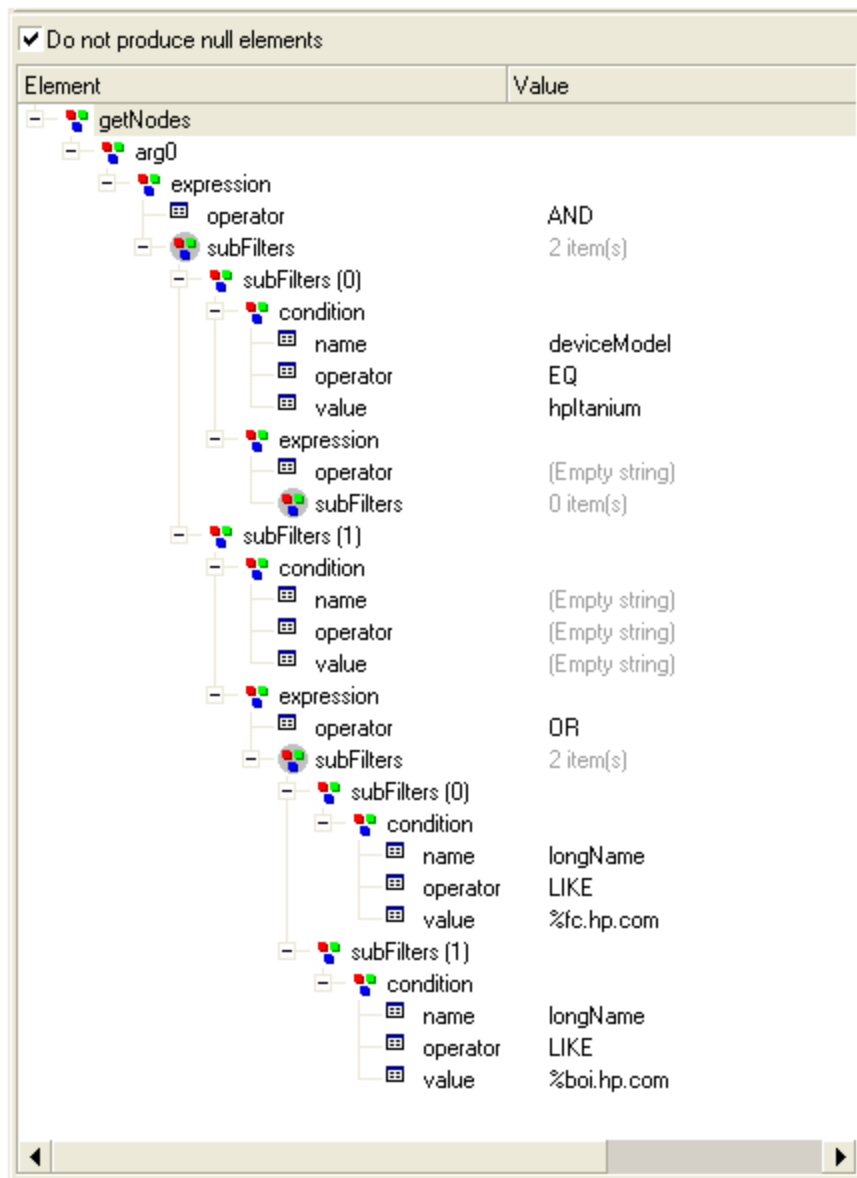 Do not produce null elements
Element Value
getNodes
arg0
expression
operator AND
subFilters 2 item(s)
subFilters (0)
condition
name deviceModel
operator EQ
value hpItanium
expression
operator (Empty string)
subFilters 0 item(s)
subFilters (1)
condition
name (Empty string)
operator (Empty string)
value (Empty string)
expression
operator OR
subFilters 2 item(s)
subFilters (0)
condition
name longName
operator LIKE
value %fc.hp.com
subFilters (1)
condition
name longName
operator LIKE
value %boi.hp.com